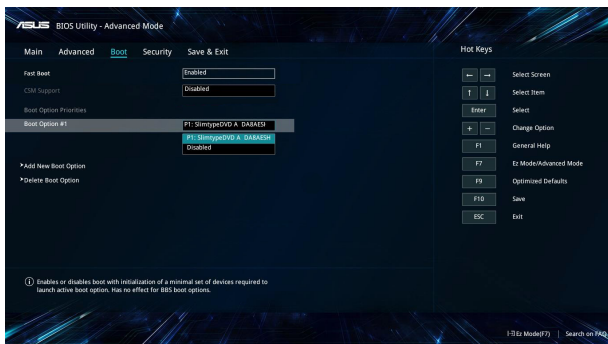 ASUS BIOS Utility - Advanced Mode
Main Advanced Boot Security Save & Exit
Hot Keys
Fast Boot Enabled
CSM Support Disabled
Boot Option Priorities
Boot Option #1 P1: SlimtypeDVD A DA8AESI
P1: SlimtypeDVD A DA8AESH
Disabled
Add New Boot Option
Delete Boot Option
← → Select Screen
↑ ↓ Select Item
Enter Select
+ − Change Option
F1 General Help
F7 Ez Mode/Advanced Mode
F9 Optimized Defaults
F10 Save
ESC Exit
Enables or disables boot with initialization of a minimal set of devices required to
launch active boot option. Has no effect for BBS boot options.
Ez Mode(F7) | Search on FAQ